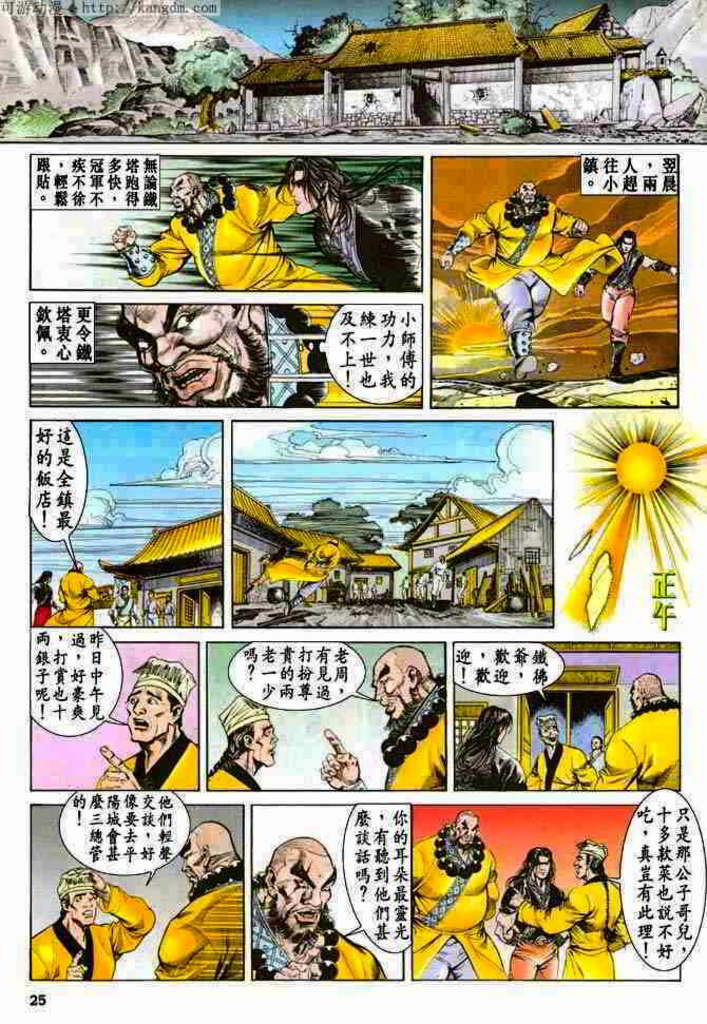 可游动漫 - http://kangdm.com
翌晨
，兩
人趕
往小
鎮。
無論鐵
塔跑得
多快，
冠軍不
疾不徐
，輕鬆
跟貼。
小師傅的
功力，我
練一世也
及不上！
更令鐵
塔衷心
欽佩。
正午
這是全鎮最
好的飯店！
鐵佛
爺，
歡迎，
歡迎！
老周，
有見過
打扮尊
貴的兩
老一少
嗎？
昨日中午見
過，好豪爽
，打賞也十
兩銀子呢！
只是那公子哥兒，
十多款菜也說不好
吃，真豈有此理！
你的耳朵最靈光
，有聽到他們甚
麼談話嗎？
他們輕聲
交談，好
像要去平
陽城會甚
麼三總管
的！
25